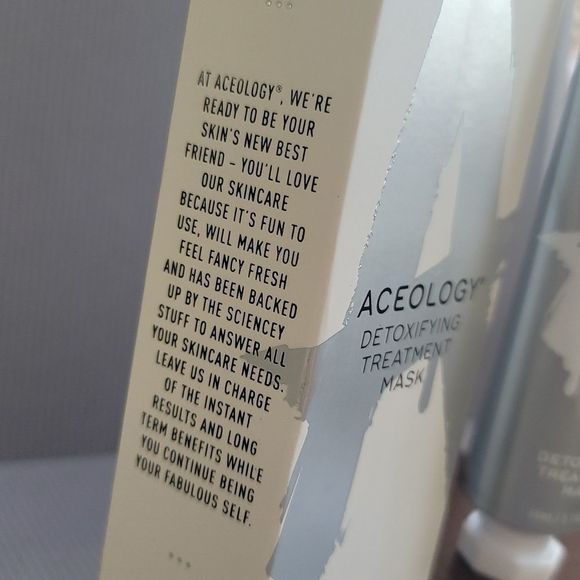 AT ACEOLOGY®, WE'RE
READY TO BE YOUR
SKIN'S NEW BEST
FRIEND - YOU'LL LOVE
OUR SKINCARE
BECAUSE IT'S FUN TO
USE, WILL MAKE YOU
FEEL FANCY FRESH
AND HAS BEEN BACKED
UP BY THE SCIENCEY
STUFF TO ANSWER ALL
YOUR SKINCARE NEEDS.
LEAVE US IN CHARGE
OF THE INSTANT
RESULTS AND LONG
TERM BENEFITS WHILE
YOU CONTINUE BEING
YOUR FABULOUS SELF.
ACEOLOGY®
DETOXIFYING
TREATMENT
MASK